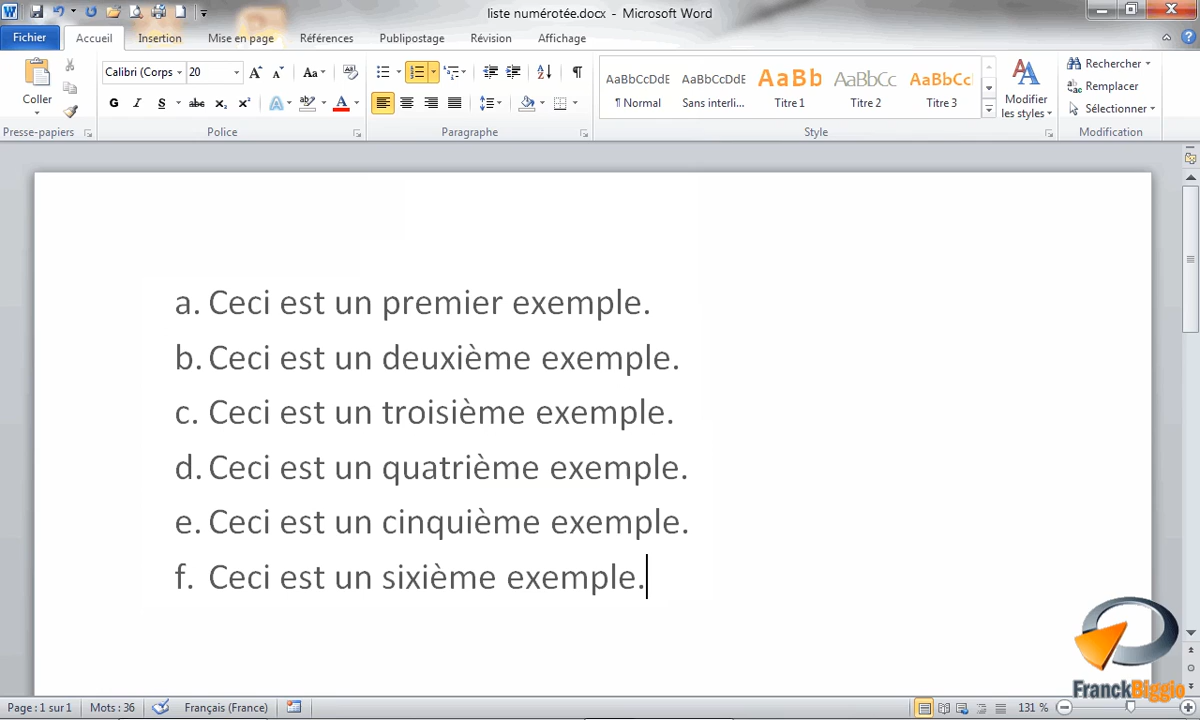 liste numérotée.docx - Microsoft Word
Fichier Accueil Insertion Mise en page Références Publipostage Révision Affichage
Coller
Presse-papiers
Calibri (Corps 20
G I S abc x₂ x²
Police
Paragraphe
AaBbCcDdE AaBbCcDdE AaBb AaBbCc AaBbCc
¶ Normal Sans interli... Titre 1 Titre 2 Titre 3
Style
Modifier
les styles
Rechercher
Remplacer
Sélectionner
Modification
a. Ceci est un premier exemple.
b. Ceci est un deuxième exemple.
c. Ceci est un troisième exemple.
d. Ceci est un quatrième exemple.
e. Ceci est un cinquième exemple.
f. Ceci est un sixième exemple.
FranckBiggio
Page : 1 sur 1 Mots : 36 Français (France) 131 %